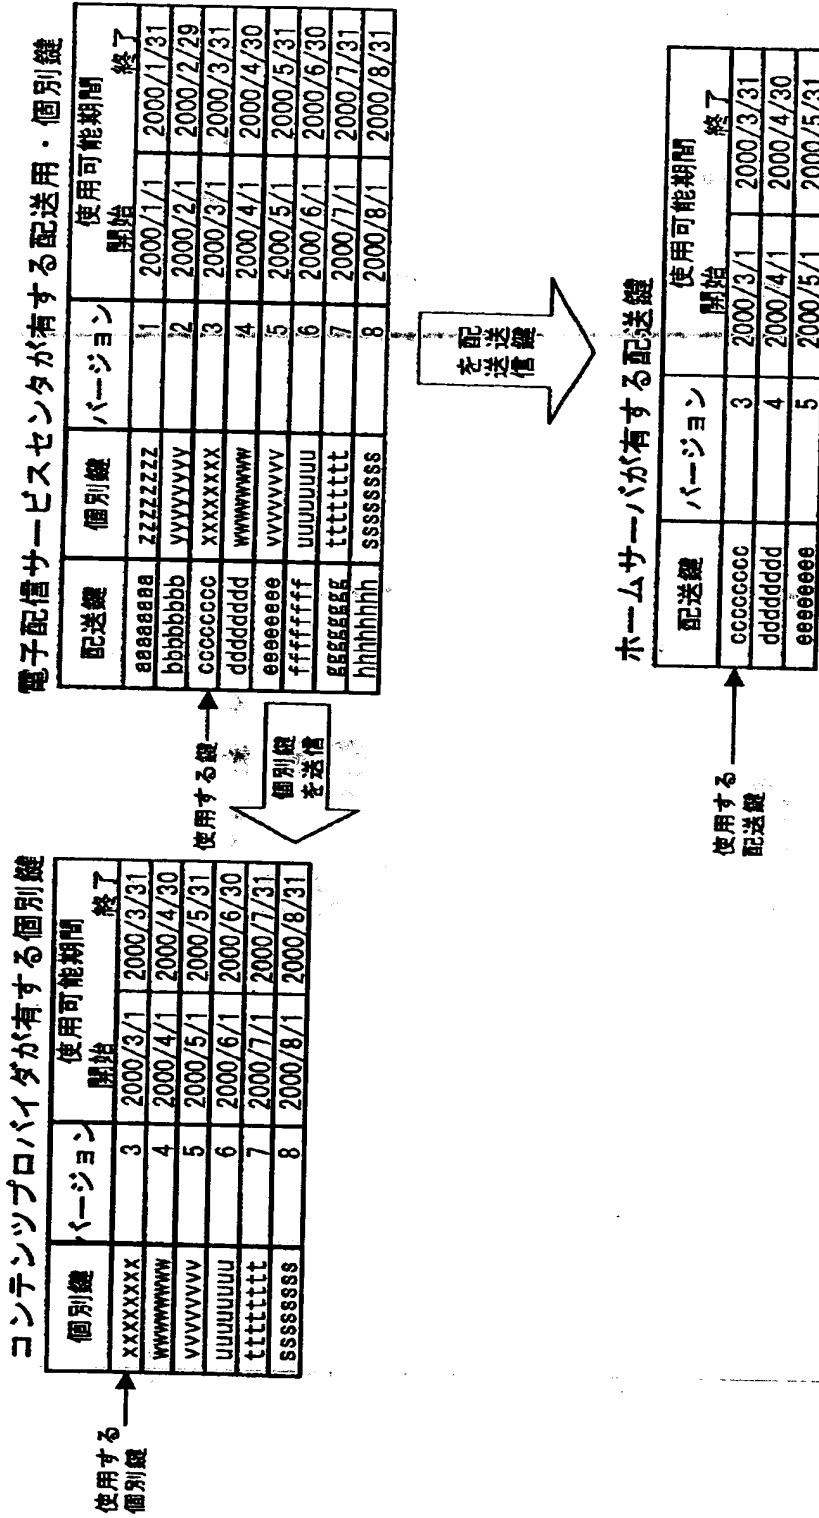 電子配信サービスセンタが有する配送用・個別鍵
配送鍵 個別鍵 バージョン 使用可能期間
開始 終了
aaaaaaaa zzzzzzzz 1 2000/1/1 2000/1/31
bbbbbbbb yyyyyyyy 2 2000/2/1 2000/2/29
cccccccc xxxxxxxx 3 2000/3/1 2000/3/31
dddddddd wwwwwwww 4 2000/4/1 2000/4/30
eeeeeeee vvvvvvvv 5 2000/5/1 2000/5/31
ffffffff uuuuuuuu 6 2000/6/1 2000/6/30
gggggggg tttttttt 7 2000/7/1 2000/7/31
hhhhhhhh ssssssss 8 2000/8/1 2000/8/31
使用する鍵
個別鍵
を送信
配送鍵
を送信
コンテンツプロバイダが有する個別鍵
個別鍵 バージョン 使用可能期間
開始 終了
xxxxxxxx 3 2000/3/1 2000/3/31
wwwwwwww 4 2000/4/1 2000/4/30
vvvvvvvv 5 2000/5/1 2000/5/31
uuuuuuuu 6 2000/6/1 2000/6/30
tttttttt 7 2000/7/1 2000/7/31
ssssssss 8 2000/8/1 2000/8/31
使用する
個別鍵
ホームサーバが有する配送鍵
配送鍵 バージョン 使用可能期間
開始 終了
cccccccc 3 2000/3/1 2000/3/31
dddddddd 4 2000/4/1 2000/4/30
eeeeeeee 5 2000/5/1 2000/5/31
使用する
配送鍵